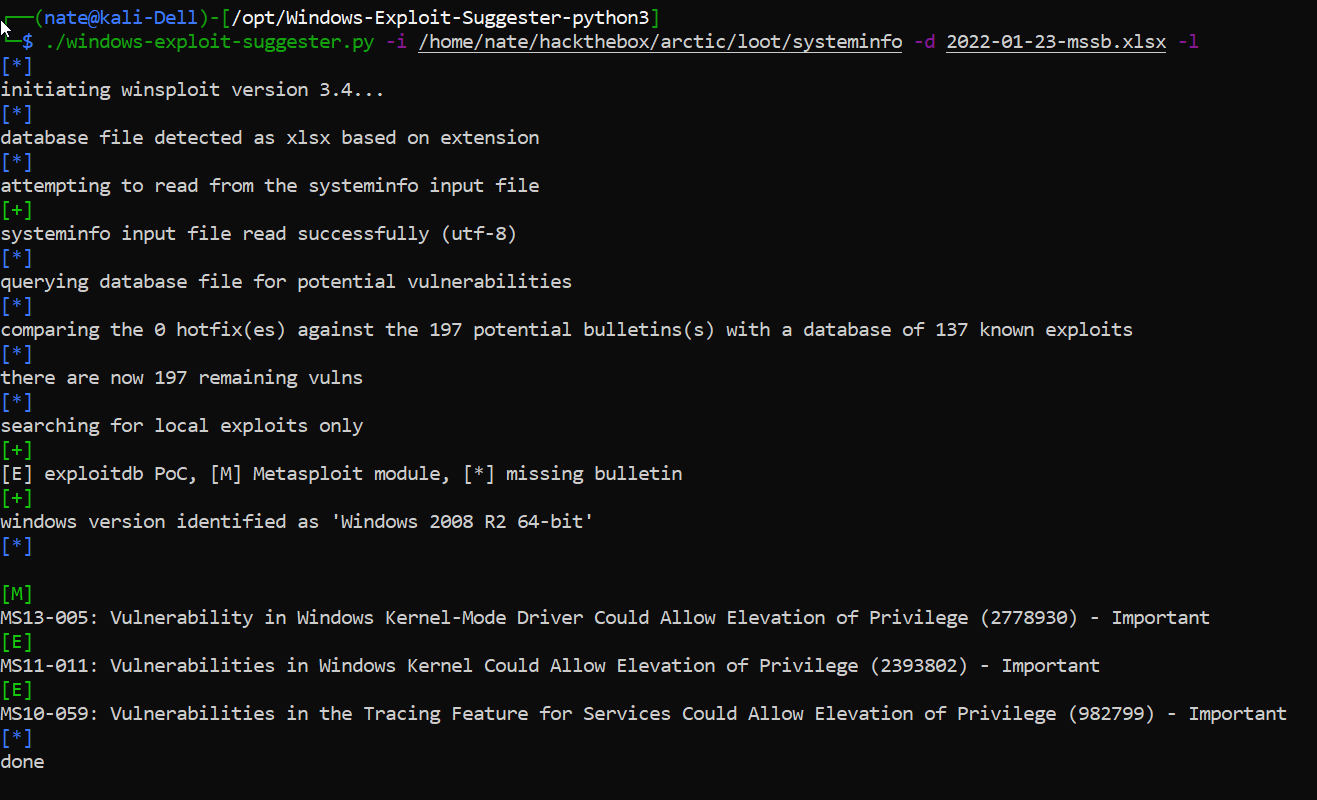 ┌──(nate@kali-Dell)-[/opt/Windows-Exploit-Suggester-python3]
└─$ ./windows-exploit-suggester.py -i /home/nate/hackthebox/arctic/loot/systeminfo -d 2022-01-23-mssb.xlsx -l
[*]
initiating winsploit version 3.4...
[*]
database file detected as xlsx based on extension
[*]
attempting to read from the systeminfo input file
[+]
systeminfo input file read successfully (utf-8)
[*]
querying database file for potential vulnerabilities
[*]
comparing the 0 hotfix(es) against the 197 potential bulletins(s) with a database of 137 known exploits
[*]
there are now 197 remaining vulns
[*]
searching for local exploits only
[+]
[E] exploitdb PoC, [M] Metasploit module, [*] missing bulletin
[+]
windows version identified as 'Windows 2008 R2 64-bit'
[*]
[M]
MS13-005: Vulnerability in Windows Kernel-Mode Driver Could Allow Elevation of Privilege (2778930) - Important
[E]
MS11-011: Vulnerabilities in Windows Kernel Could Allow Elevation of Privilege (2393802) - Important
[E]
MS10-059: Vulnerabilities in the Tracing Feature for Services Could Allow Elevation of Privilege (982799) - Important
[*]
done